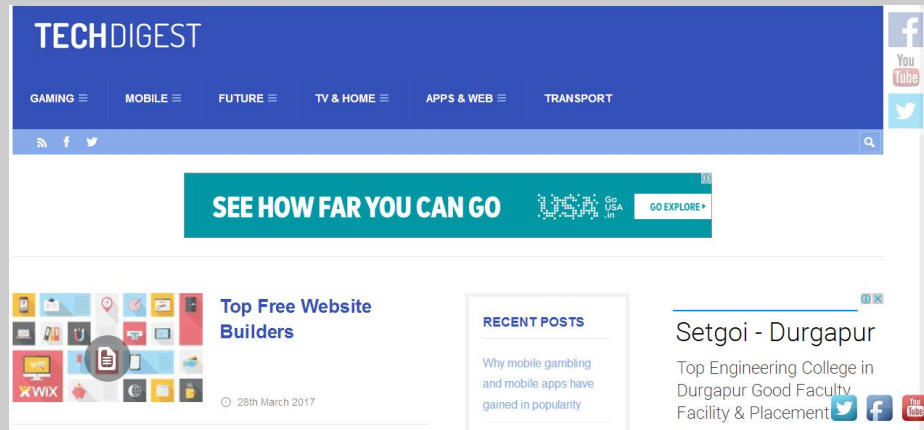 TECHDIGEST
GAMING
MOBILE
FUTURE
TV & HOME
APPS & WEB
TRANSPORT
You
Tube
SEE HOW FAR YOU CAN GO
USA
Go
USA
.in
GO EXPLORE
Top Free Website
Builders
28th March 2017
WiX
RECENT POSTS
Why mobile gambling
and mobile apps have
gained in popularity
Setgoi - Durgapur
Top Engineering College in
Durgapur Good Faculty
Facility & Placement
You
Tube